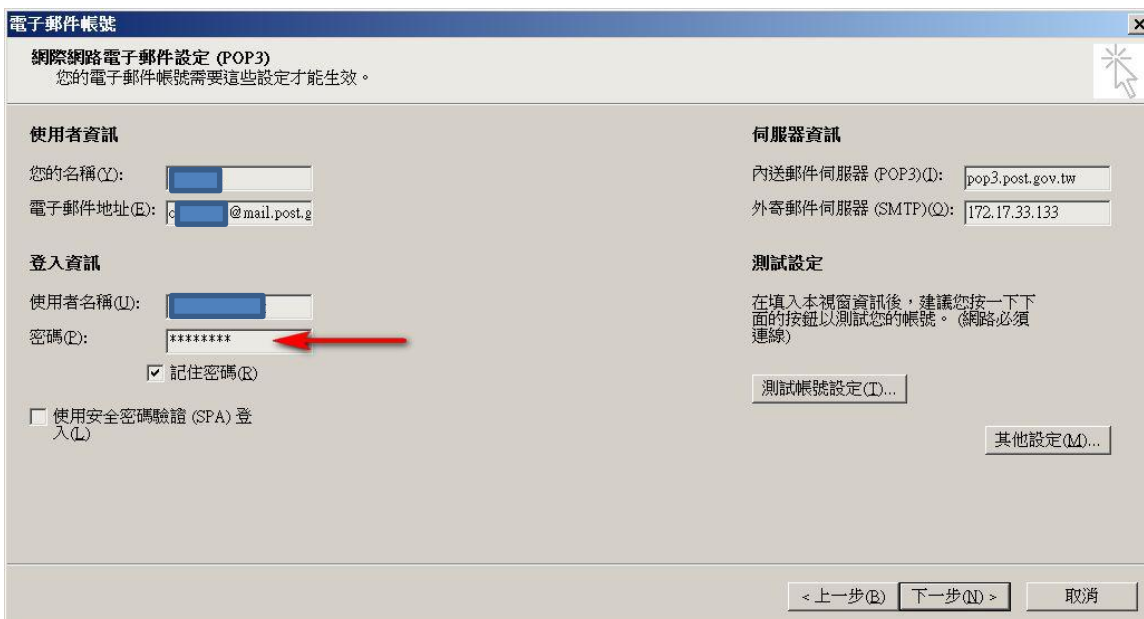 電子郵件帳號
網際網路電子郵件設定 (POP3)
您的電子郵件帳號需要這些設定才能生效。
使用者資訊
您的名稱(Y):
電子郵件地址(E): c @mail.post.g
登入資訊
使用者名稱(U):
密碼(P): ********
記住密碼(R)
使用安全密碼驗證 (SPA) 登
入(L)
伺服器資訊
內送郵件伺服器 (POP3)(I): pop3.post.gov.tw
外寄郵件伺服器 (SMTP)(O): 172.17.33.133
測試設定
在填入本視窗資訊後，建議您按一下下
面的按鈕以測試您的帳號。 (網路必須
連線)
測試帳號設定(T)...
其他設定(M)...
< 上一步(B)
下一步(N) >
取消